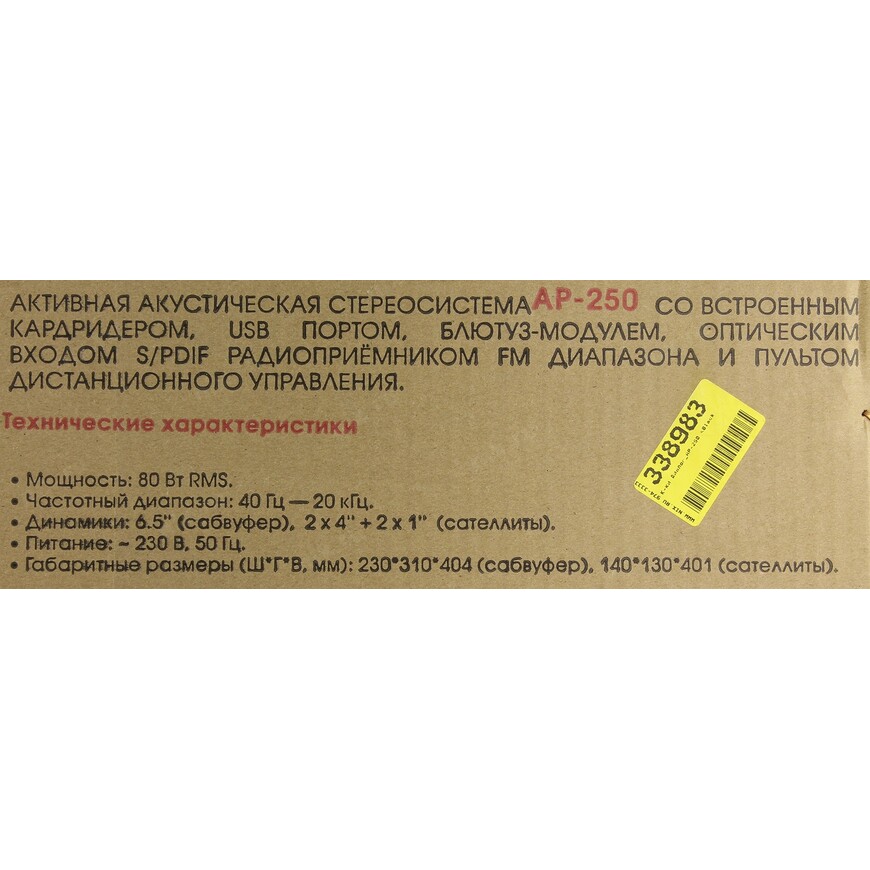 АКТИВНАЯ АКУСТИЧЕСКАЯ СТЕРЕОСИСТЕМА AP-250 СО ВСТРОЕННЫМ
КАРДРИДЕРОМ, USB ПОРТОМ, БЛЮТУЗ-МОДУЛЕМ, ОПТИЧЕСКИМ
ВХОДОМ S/PDIF РАДИОПРИЁМНИКОМ FM ДИАПАЗОНА И ПУЛЬТОМ
ДИСТАНЦИОННОГО УПРАВЛЕНИЯ.
Технические характеристики
• Мощность: 80 Вт RMS.
• Частотный диапазон: 40 Гц — 20 кГц.
• Динамики: 6.5" (сабвуфер), 2 x 4" + 2 x 1" (сателлиты).
• Питание: ~ 230 В, 50 Гц.
• Габаритные размеры (Ш*Г*В, мм): 230*310*404 (сабвуфер), 140*130*401 (сателлиты).
338983